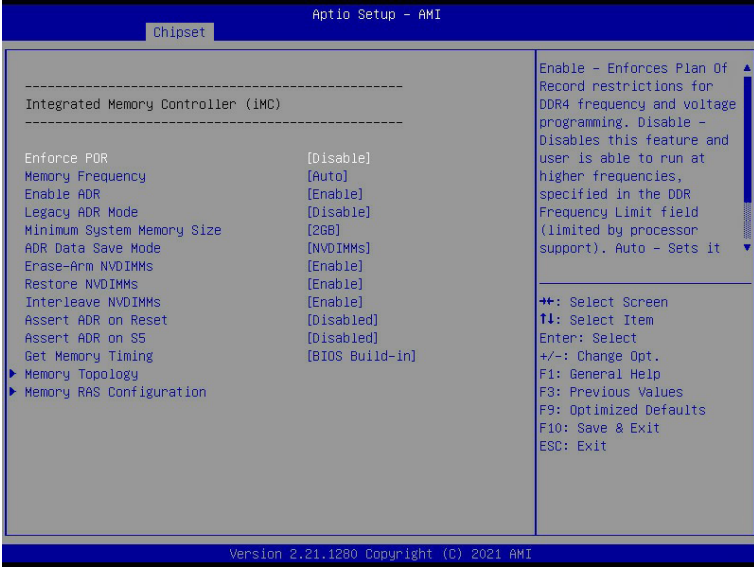 Aptio Setup – AMI
Chipset
------------------------------------------------
Integrated Memory Controller (iMC)
------------------------------------------------
Enforce POR [Disable]
Memory Frequency [Auto]
Enable ADR [Enable]
Legacy ADR Mode [Disable]
Minimum System Memory Size [2GB]
ADR Data Save Mode [NVDIMMs]
Erase-Arm NVDIMMs [Enable]
Restore NVDIMMs [Enable]
Interleave NVDIMMs [Enable]
Assert ADR on Reset [Disabled]
Assert ADR on S5 [Disabled]
Get Memory Timing [BIOS Build-in]
Memory Topology
Memory RAS Configuration
Enable – Enforces Plan Of
Record restrictions for
DDR4 frequency and voltage
programming. Disable –
Disables this feature and
user is able to run at
higher frequencies,
specified in the DDR
Frequency Limit field
(limited by processor
support). Auto – Sets it
→←: Select Screen
↑↓: Select Item
Enter: Select
+/-: Change Opt.
F1: General Help
F3: Previous Values
F9: Optimized Defaults
F10: Save & Exit
ESC: Exit
Version 2.21.1280 Copyright (C) 2021 AMI